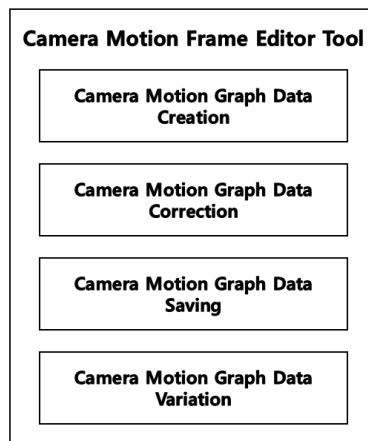 Camera Motion Frame Editor Tool
Camera Motion Graph Data
Creation
Camera Motion Graph Data
Correction
Camera Motion Graph Data
Saving
Camera Motion Graph Data
Variation